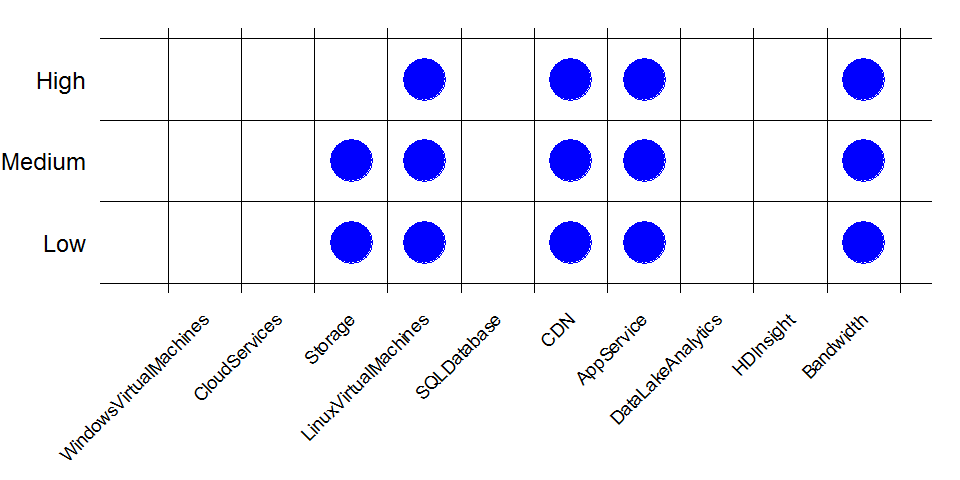 High
Medium
Low
WindowsVirtualMachines
CloudServices
Storage
LinuxVirtualMachines
SQLDatabase
CDN
AppService
DataLakeAnalytics
HDInsight
Bandwidth